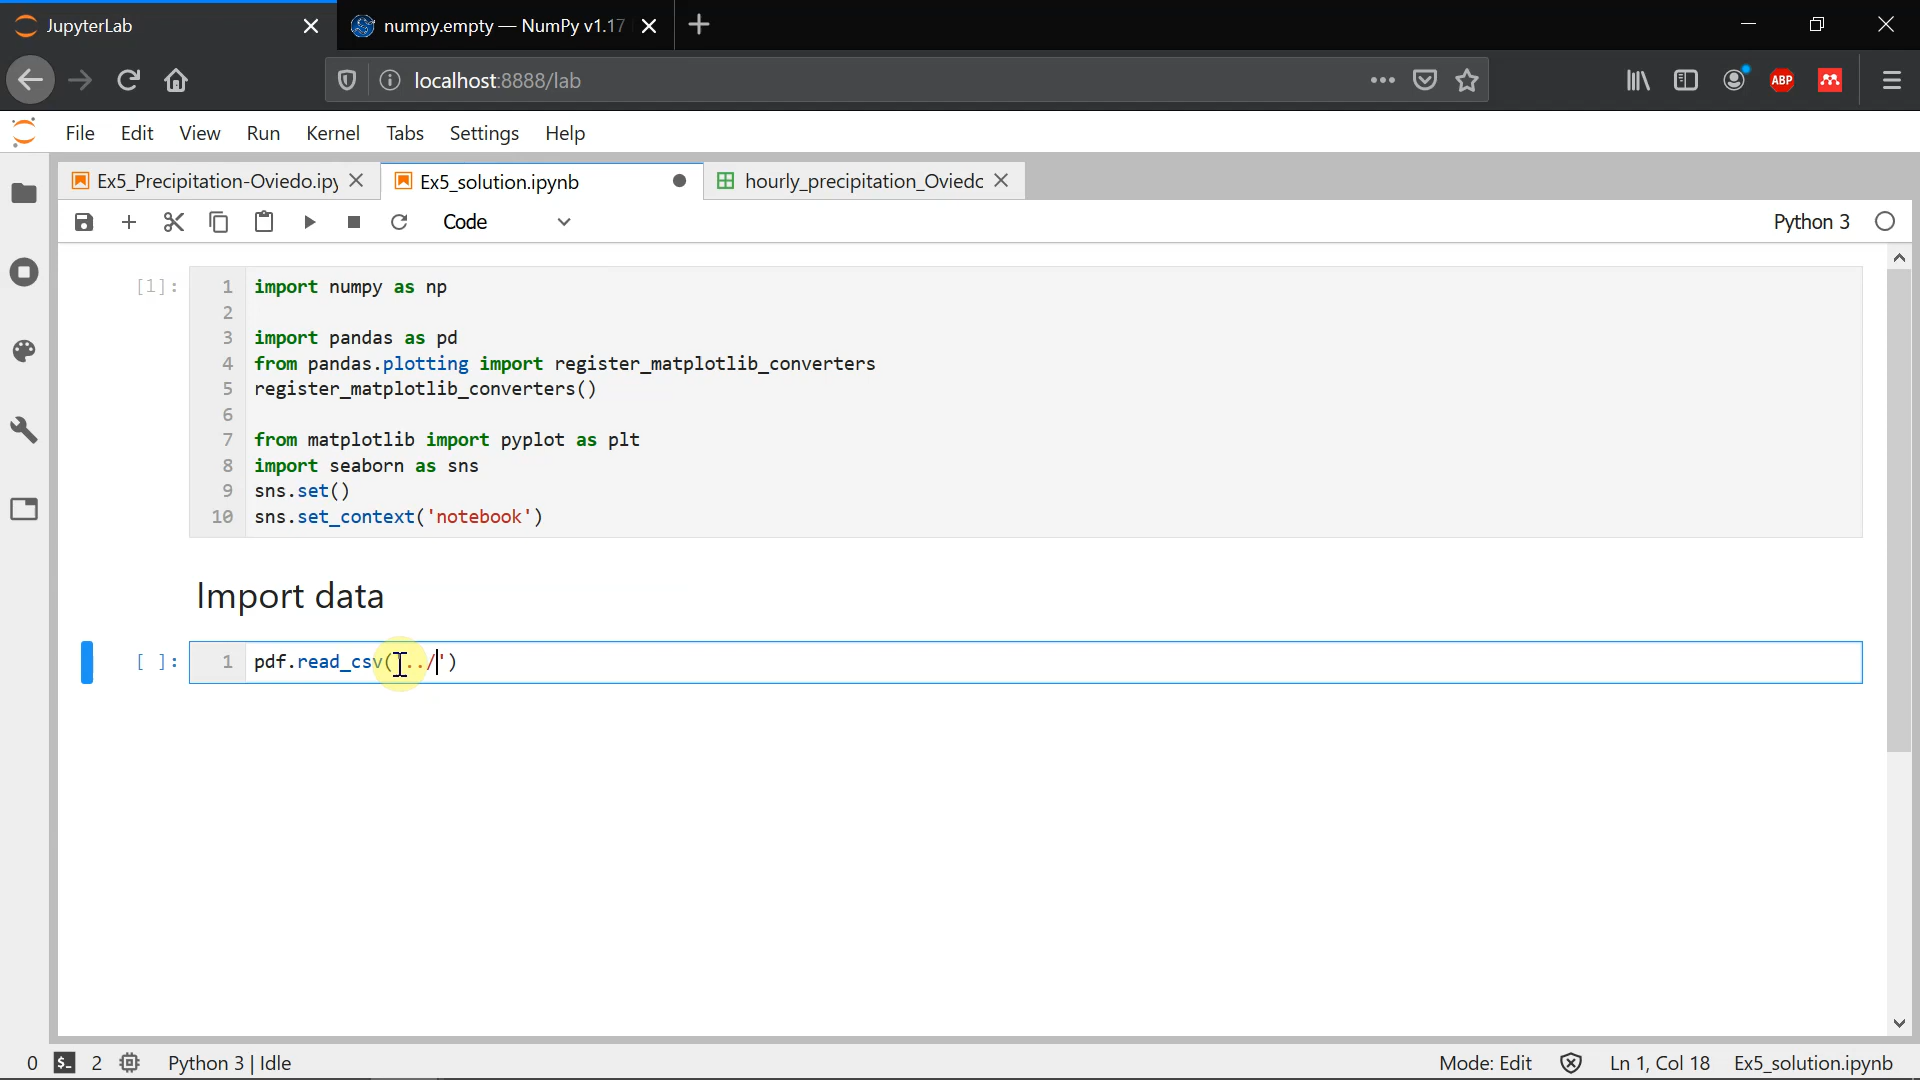 JupyterLab
numpy.empty — NumPy v1.17
localhost:8888/lab
ABP
File Edit View Run Kernel Tabs Settings Help
Ex5_Precipitation-Oviedo.ipy
Ex5_solution.ipynb
hourly_precipitation_Oviedo
Code
Python 3
[1]:
1 import numpy as np
2
3 import pandas as pd
4 from pandas.plotting import register_matplotlib_converters
5 register_matplotlib_converters()
6
7 from matplotlib import pyplot as plt
8 import seaborn as sns
9 sns.set()
10 sns.set_context('notebook')
Import data
[ ]:
1 pdf.read_csv('../')
0 $_ 2 Python 3 | Idle
Mode: Edit Ln 1, Col 18 Ex5_solution.ipynb